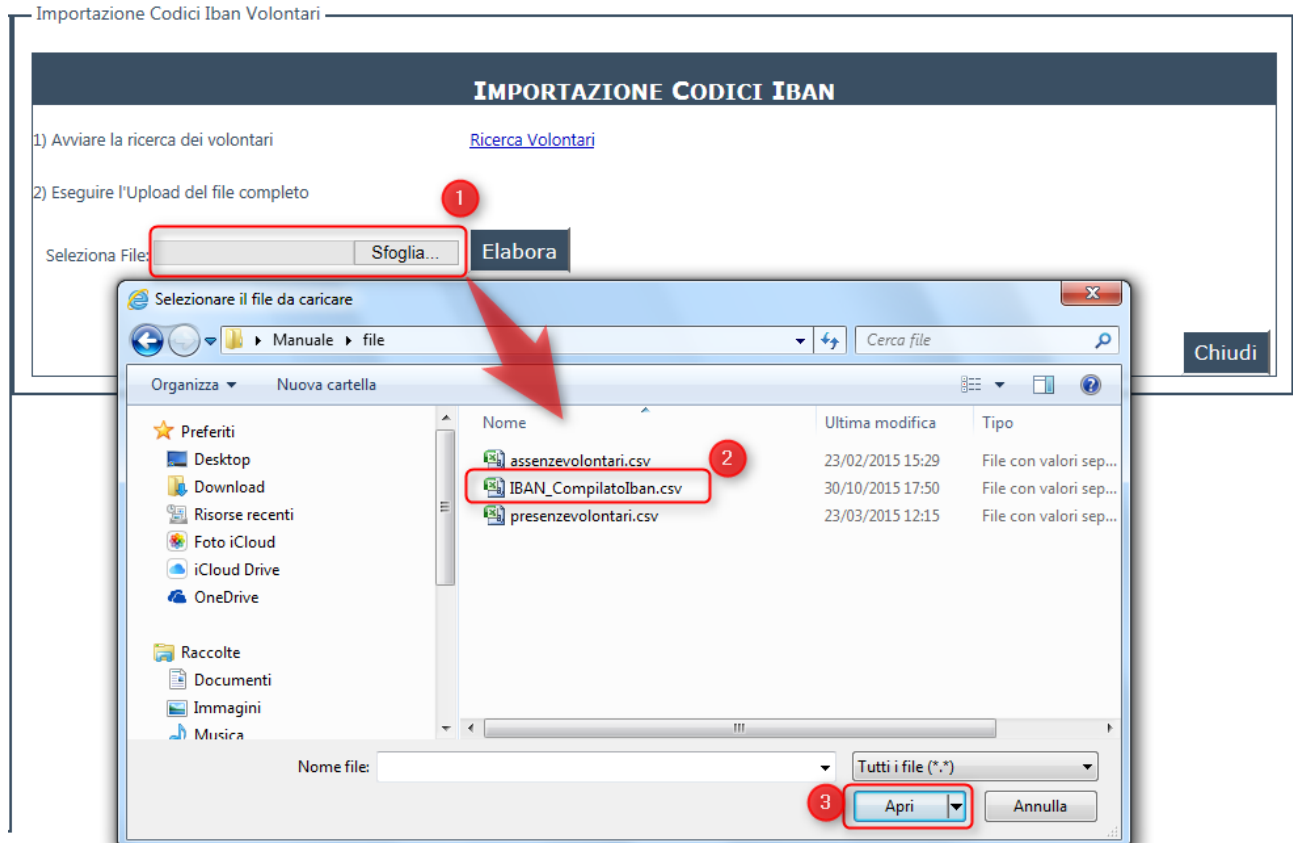 Importazione Codici Iban Volontari
IMPORTAZIONE CODICI IBAN
1) Avviare la ricerca dei volontari Ricerca Volontari
2) Eseguire l'Upload del file completo
1
Seleziona File: Sfoglia... Elabora
Selezionare il file da caricare
Manuale file Cerca file
Chiudi
Organizza Nuova cartella
Preferiti
Desktop
Download
Risorse recenti
Foto iCloud
iCloud Drive
OneDrive
Raccolte
Documenti
Immagini
Musica
Nome Ultima modifica Tipo
assenzevolontari.csv 2 23/02/2015 15:29 File con valori sep...
IBAN_CompilatoIban.csv 30/10/2015 17:50 File con valori sep...
presenzevolontari.csv 23/03/2015 12:15 File con valori sep...
Nome file: Tutti i file (*.*)
3 Apri Annulla